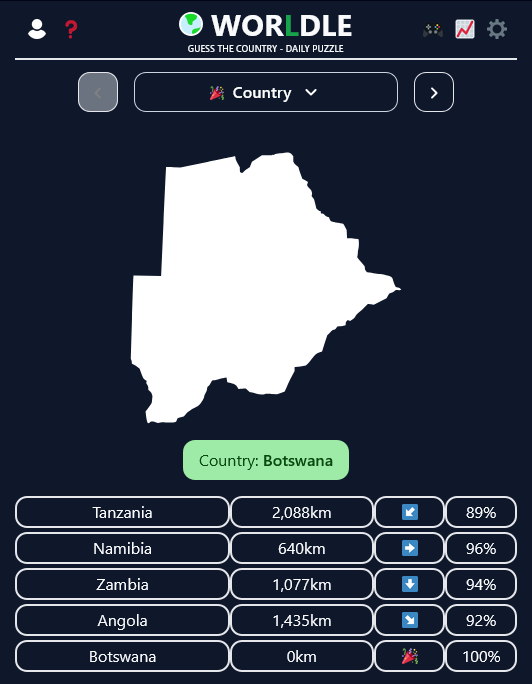 WORLDLE
GUESS THE COUNTRY - DAILY PUZZLE
Country
Country: Botswana
Tanzania 2,088km 89%
Namibia 640km 96%
Zambia 1,077km 94%
Angola 1,435km 92%
Botswana 0km 100%